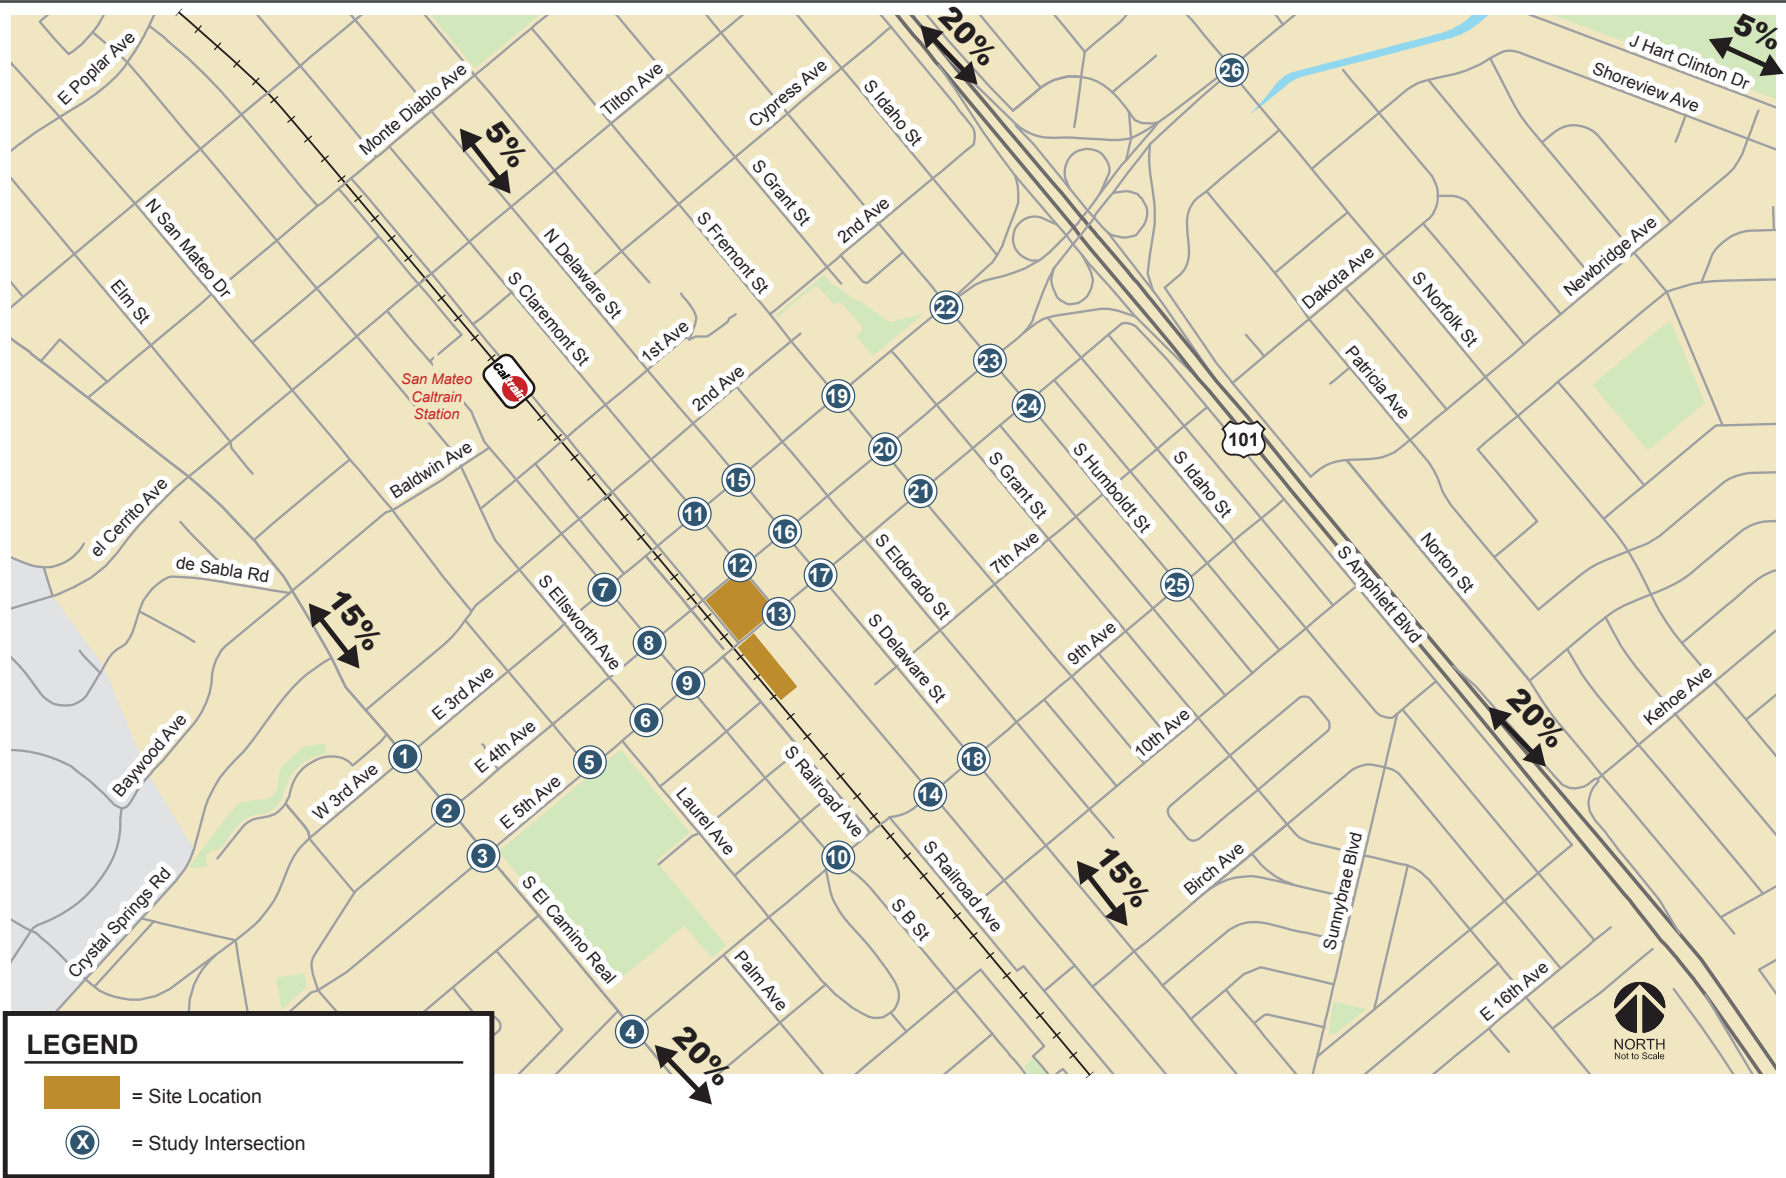 E Poplar Ave
Monte Diablo Ave
Tilton Ave
Cypress Ave
S Idaho St
20%
26
5%
J Hart Clinton Dr
Shoreview Ave
5%
N San Mateo Dr
Elm St
N Delaware St
S Claremont St
S Fremont St
S Grant St
2nd Ave
1st Ave
2nd Ave
Dakota Ave
S Norfolk St
Newbridge Ave
Patricia Ave
San Mateo
Caltrain
Station
Caltrain
22
23
24
19
20
21
101
Baldwin Ave
el Cerrito Ave
de Sabla Rd
15%
15
11
16
12
17
13
7
8
9
6
5
S Ellsworth Ave
S Grant St
S Humboldt St
S Idaho St
7th Ave
S Eldorado St
S Delaware St
25
9th Ave
S Amphlett Blvd
Norton St
Kehoe Ave
20%
Baywood Ave
E 3rd Ave
E 4th Ave
E 5th Ave
W 3rd Ave
1
2
3
Crystal Springs Rd
S El Camino Real
Laurel Ave
Palm Ave
S Railroad Ave
18
14
10
10th Ave
S Railroad Ave
S B St
15%
Birch Ave
Sunnybrae Blvd
E 16th Ave
4
20%
NORTH
Not to Scale
LEGEND
= Site Location
X = Study Intersection